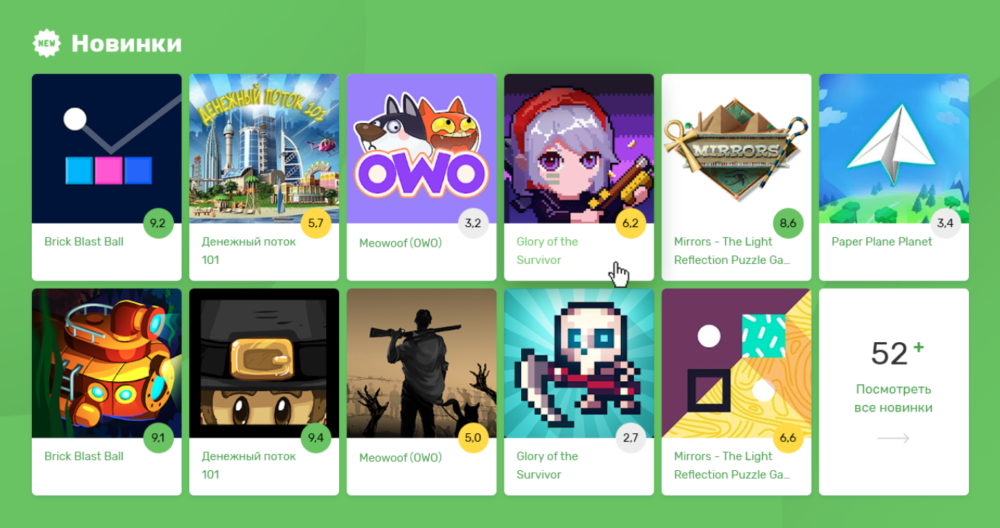 NEW Новинки
ДЕНЕЖНЫЙ ПОТОК 101
OWO
MIRRORS
9,2
5,7
3,2
6,2
8,6
3,4
Brick Blast Ball
Денежный поток
101
Meowoof (OWO)
Glory of the
Survivor
Mirrors - The Light
Reflection Puzzle Ga...
Paper Plane Planet
9,1
9,4
5,0
2,7
6,6
Brick Blast Ball
Денежный поток
101
Meowoof (OWO)
Glory of the
Survivor
Mirrors - The Light
Reflection Puzzle Ga...
52 +
Посмотреть
все новинки